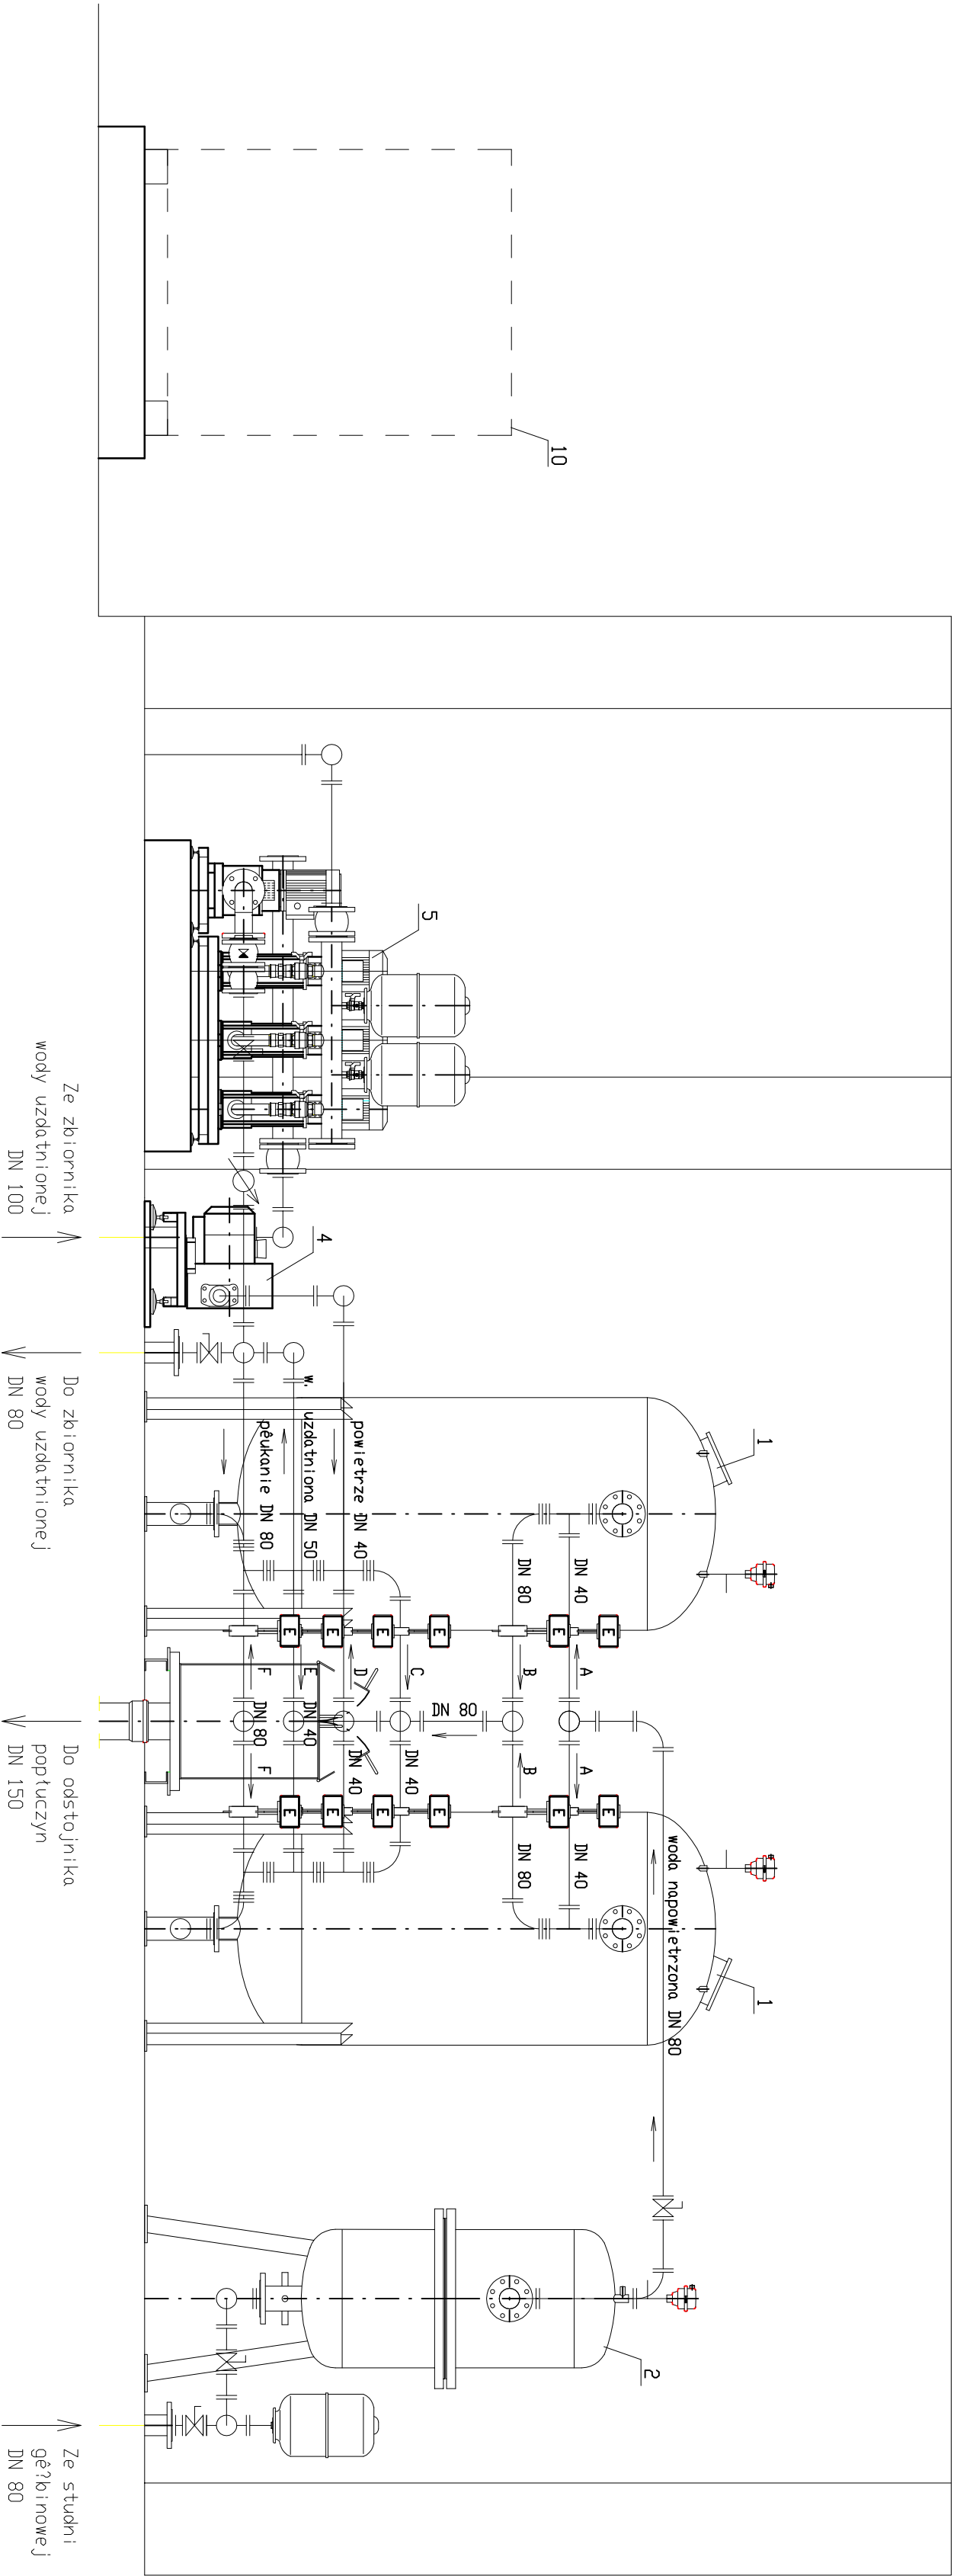 10
5
4
1
1
2
powietrze DN 40
w.
uzdatniona DN 50
pêukanie DN 80
DN 40
DN 80
E
E
E
E
E
E
A
B
C
D
E
F
DN 80
DN 40
DN 80
DN 40
DN 40
A
B
F
E
E
E
E
E
E
DN 40
DN 80
woda napowietrzona DN 80
Ze zbiornika
wody uzdatnionej
DN 100
Do zbiornika
wody uzdatnionej
DN 80
Do odstojnika
popłuczyn
DN 150
Ze studni
gê?binowej
DN 80